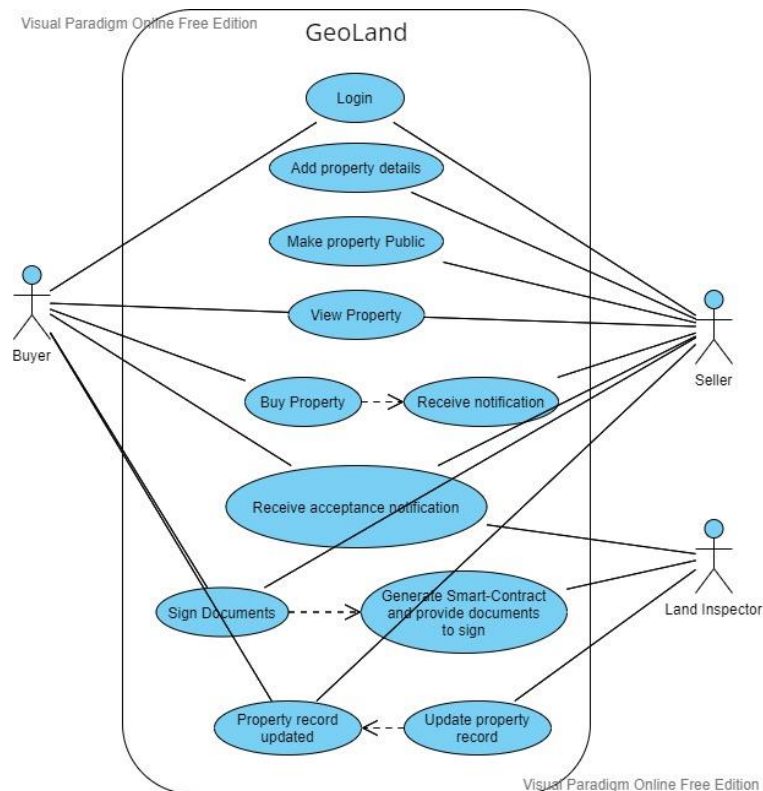 Visual Paradigm Online Free Edition
GeoLand
Login
Add property details
Make property Public
View Property
Buyer
Seller
Buy Property
Receive notification
Receive acceptance notification
Sign Documents
Generate Smart-Contract
and provide documents
to sign
Land Inspector
Property record
updated
Update property
record
Visual Paradigm Online Free Edition